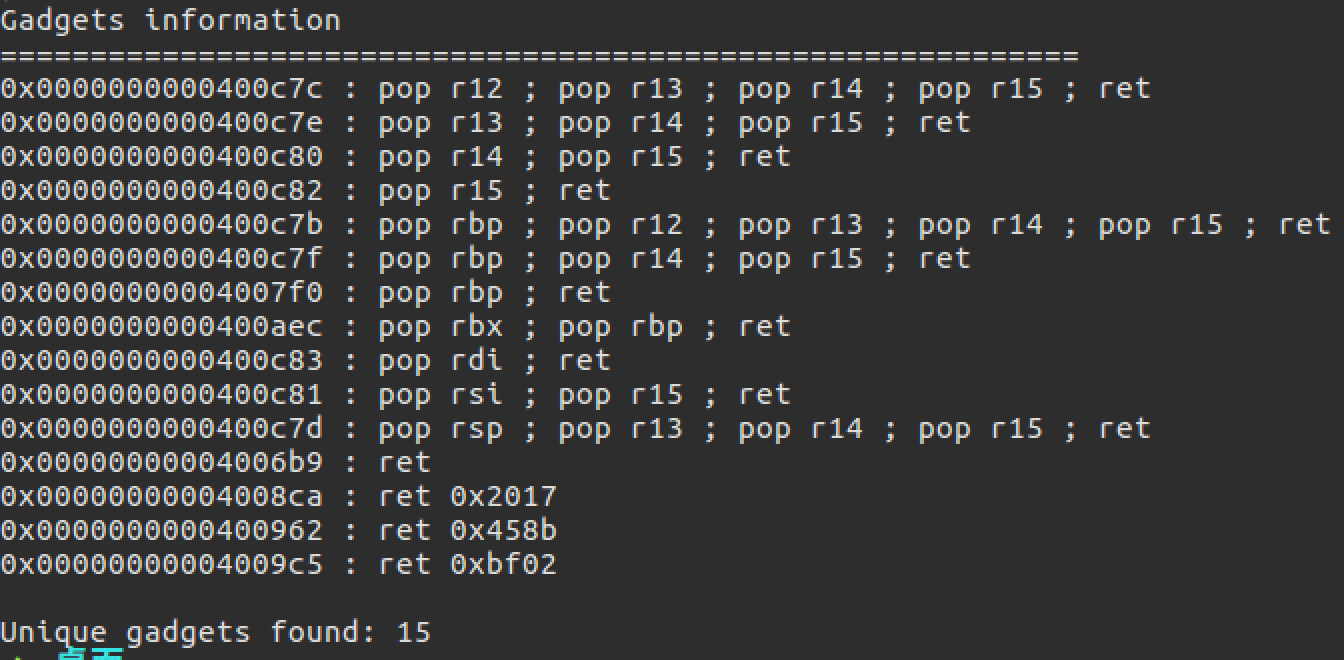 Gadgets information
============================================================
0x0000000000400c7c : pop r12 ; pop r13 ; pop r14 ; pop r15 ; ret
0x0000000000400c7e : pop r13 ; pop r14 ; pop r15 ; ret
0x0000000000400c80 : pop r14 ; pop r15 ; ret
0x0000000000400c82 : pop r15 ; ret
0x0000000000400c7b : pop rbp ; pop r12 ; pop r13 ; pop r14 ; pop r15 ; ret
0x0000000000400c7f : pop rbp ; pop r14 ; pop r15 ; ret
0x00000000004007f0 : pop rbp ; ret
0x0000000000400aec : pop rbx ; pop rbp ; ret
0x0000000000400c83 : pop rdi ; ret
0x0000000000400c81 : pop rsi ; pop r15 ; ret
0x0000000000400c7d : pop rsp ; pop r13 ; pop r14 ; pop r15 ; ret
0x00000000004006b9 : ret
0x00000000004008ca : ret 0x2017
0x0000000000400962 : ret 0x458b
0x00000000004009c5 : ret 0xbf02
Unique gadgets found: 15